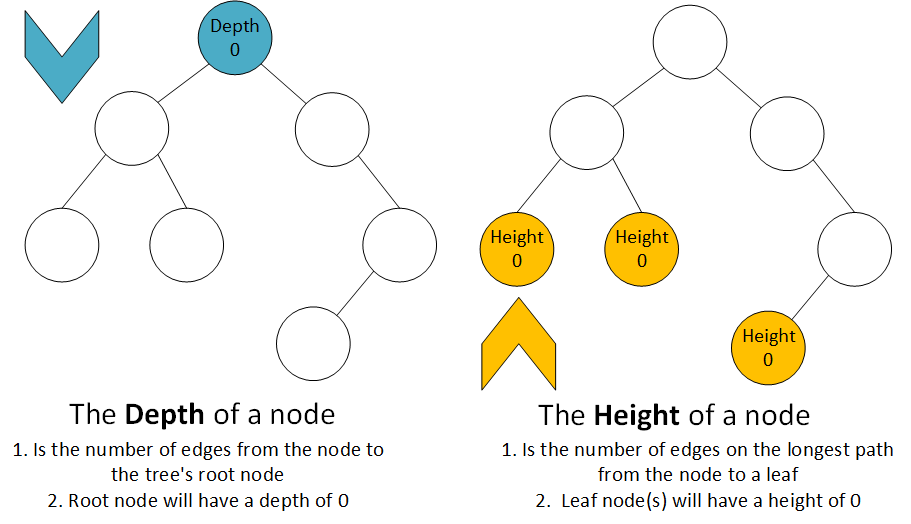 Depth
0
Height
0
Height
0
Height
0
The Depth of a node
1. Is the number of edges from the node to
the tree's root node
2. Root node will have a depth of 0
The Height of a node
1. Is the number of edges on the longest path
from the node to a leaf
2. Leaf node(s) will have a height of 0